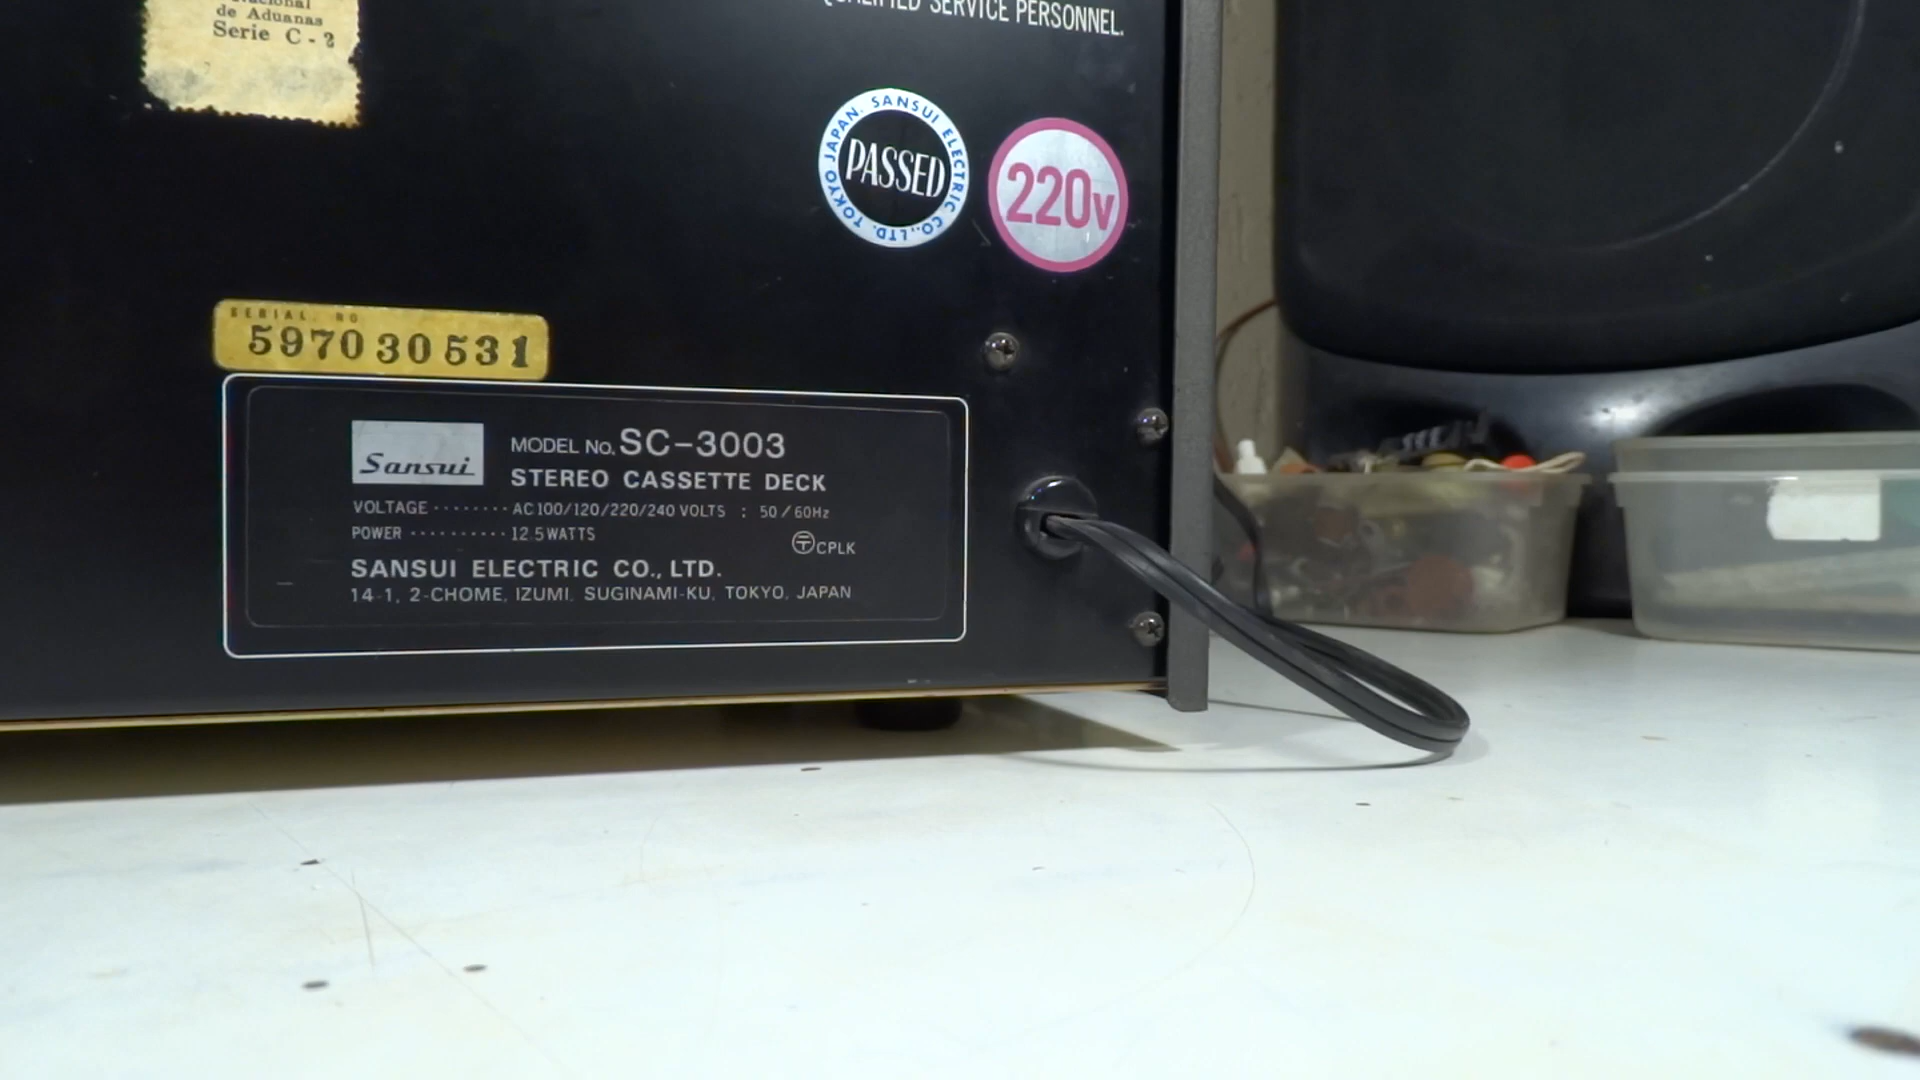 de Aduanas
Serie C - 2
QUALIFIED SERVICE PERSONNEL.
SANSUI ELECTRIC CO., LTD. TOKYO JAPAN.
PASSED
220v
SERIAL. NO
597030531
Sansui
MODEL No. SC-3003
STEREO CASSETTE DECK
VOLTAGE ········ AC 100/120/220/240 VOLTS : 50/60Hz
POWER ·········· 12.5 WATTS
〒 CPLK
SANSUI ELECTRIC CO., LTD.
14-1, 2-CHOME, IZUMI, SUGINAMI-KU, TOKYO, JAPAN